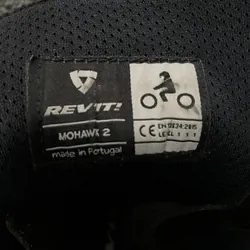 REV'IT!
MOHAWK 2
made in Portugal
CE EN 13634:2015
LEVEL 1 1 1